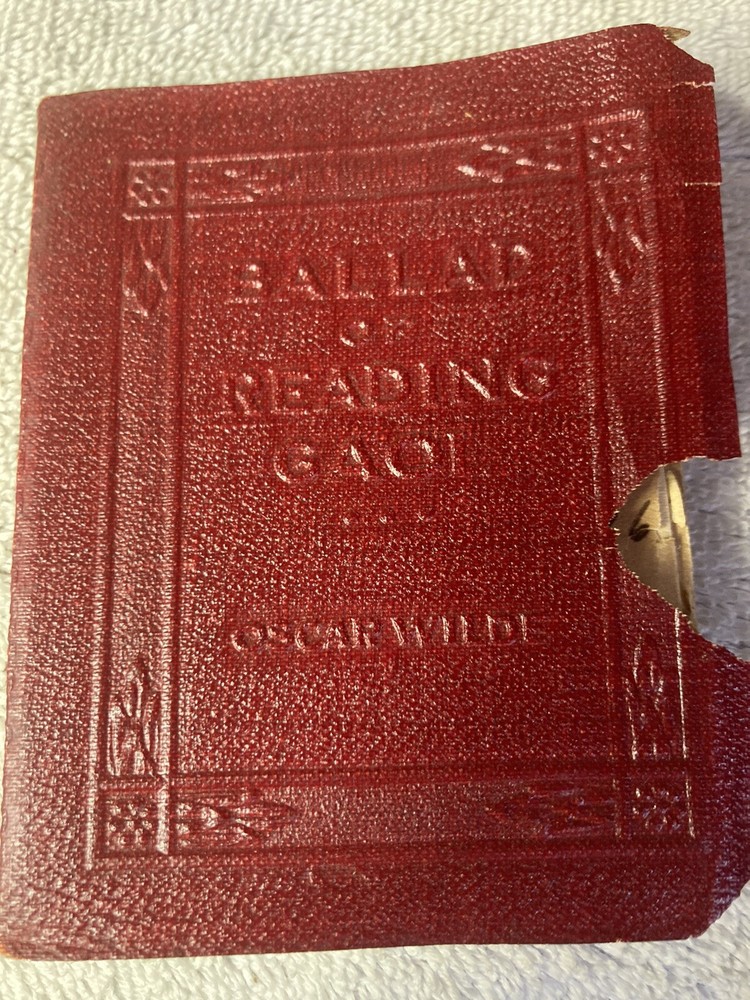 BALLAD
OF
READING
GAOL
OSCAR WILDE